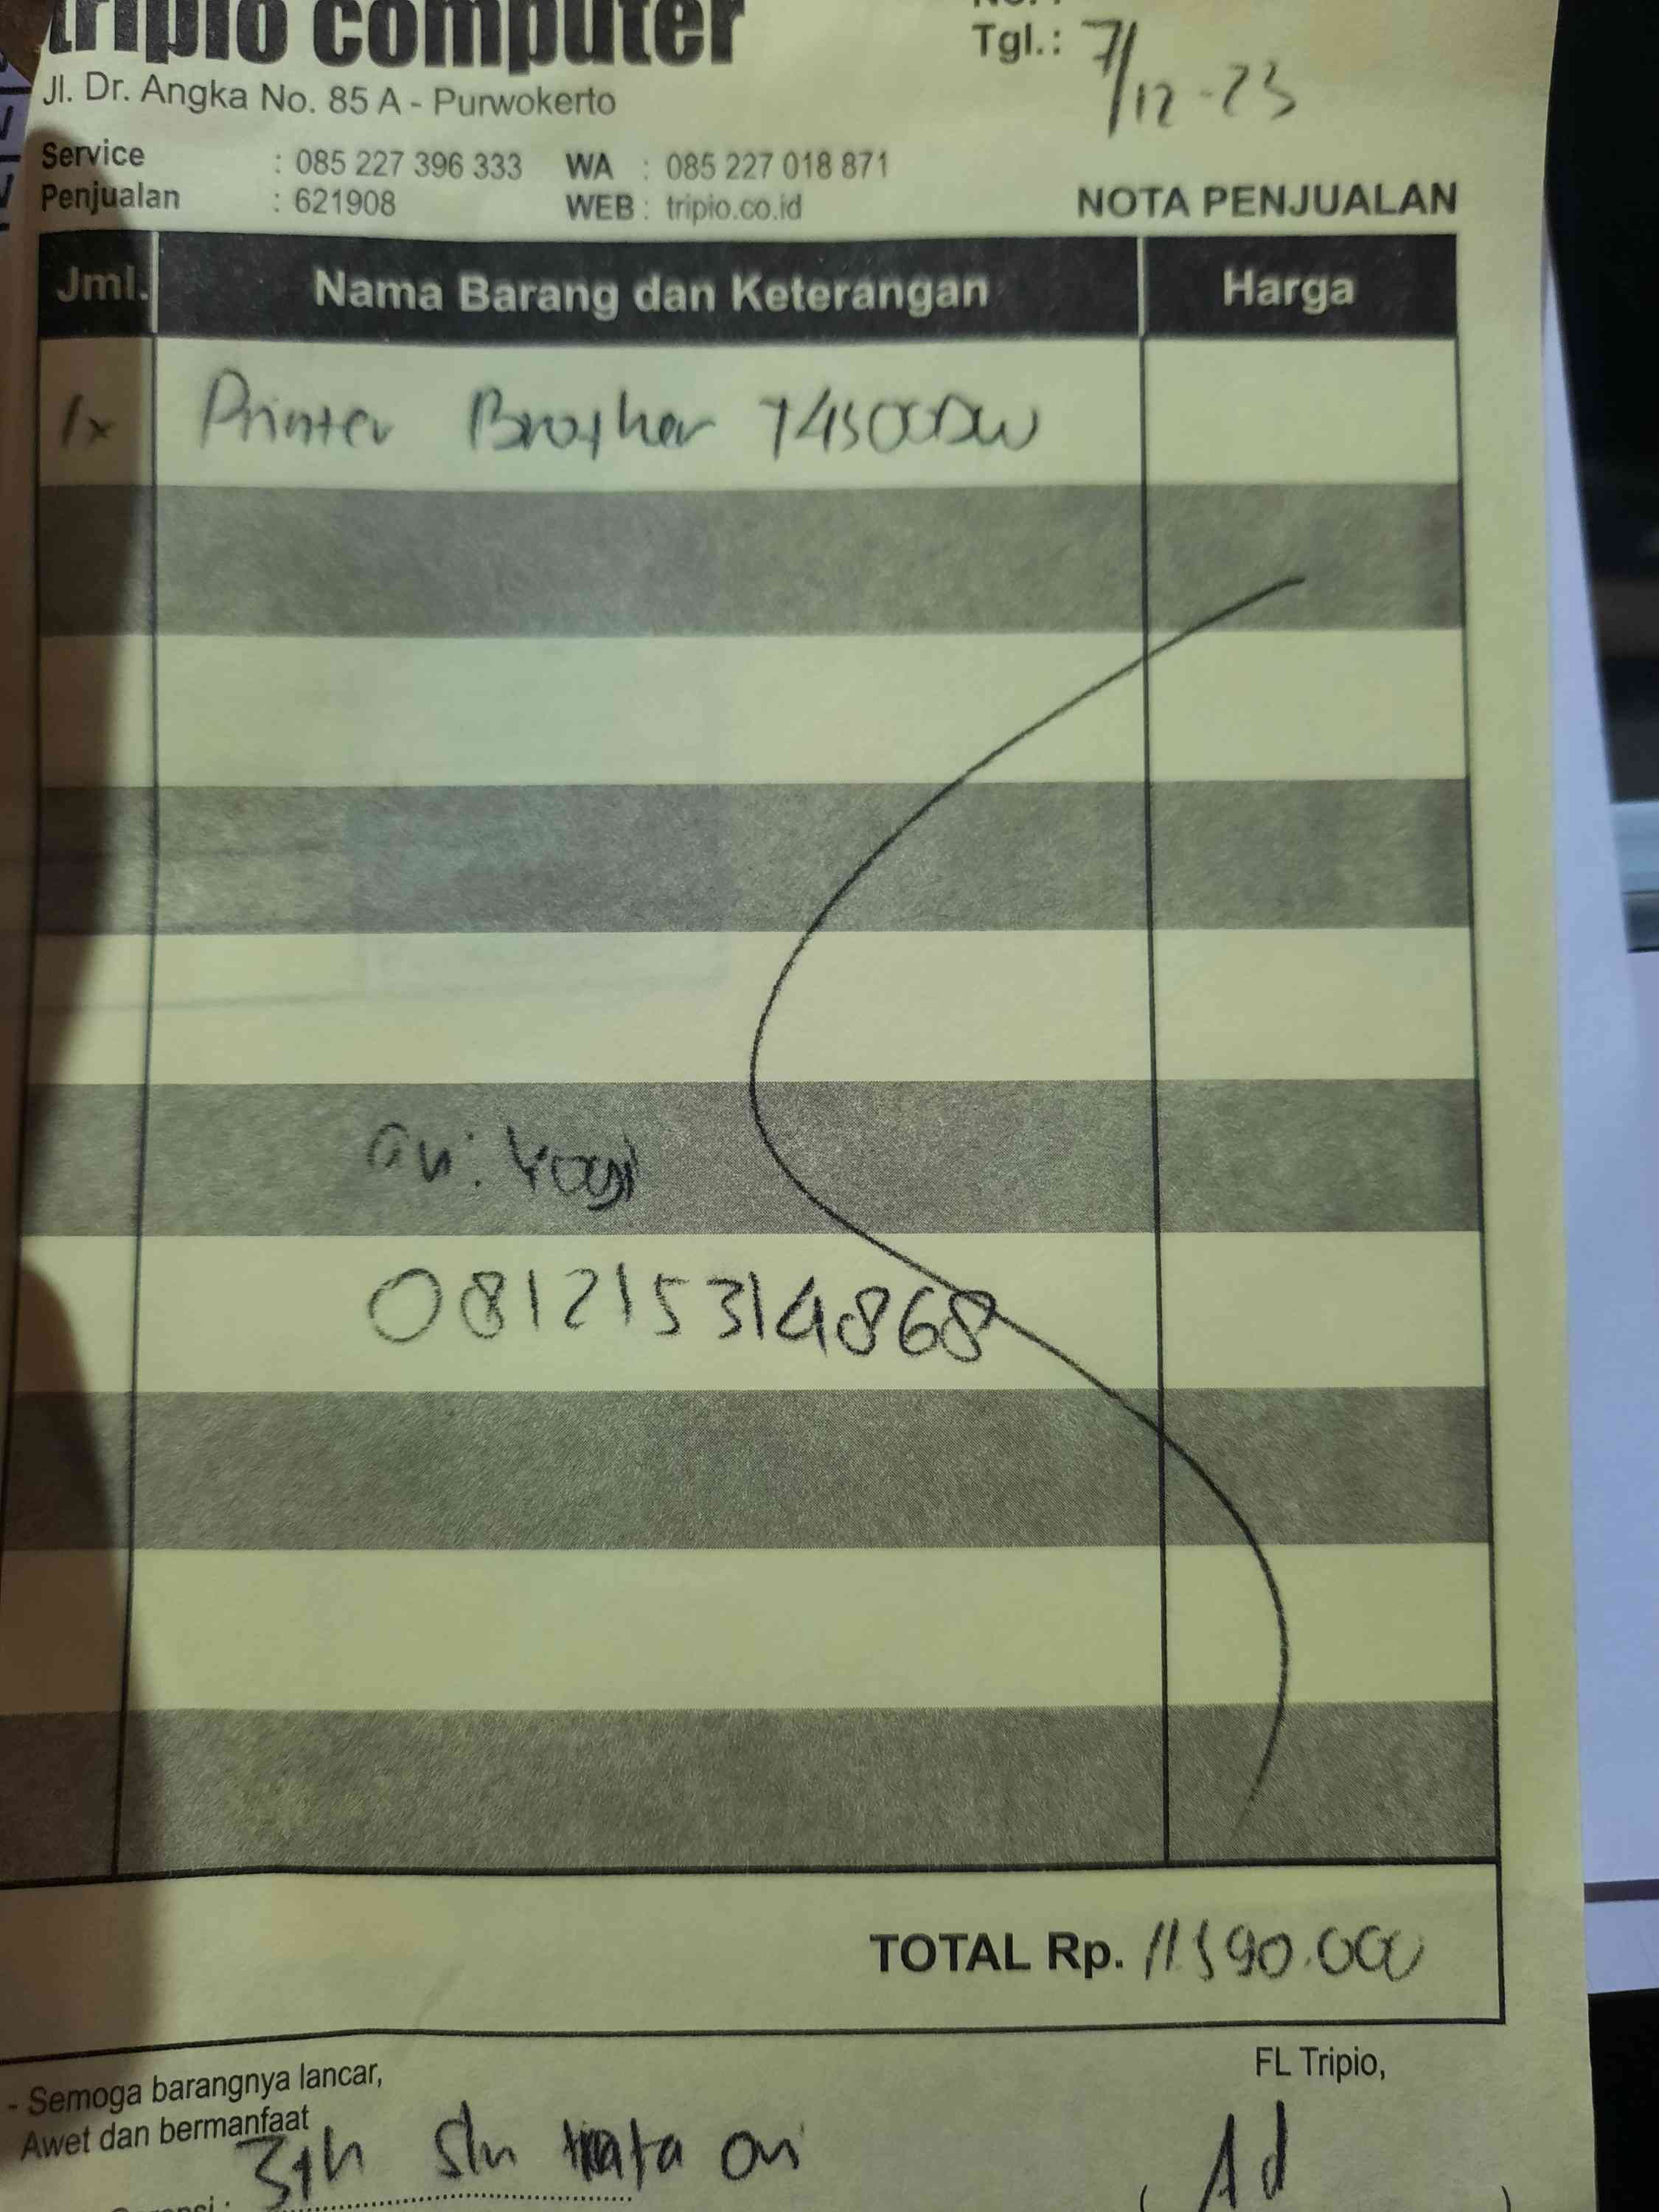 tripio computer
Jl. Dr. Angka No. 85 A - Purwokerto
No. :
Tgl.: 7/12-23
Service : 085 227 396 333 WA : 085 227 018 871
Penjualan : 621908 WEB : tripio.co.id
NOTA PENJUALAN
Jml. Nama Barang dan Keterangan Harga
1x Printer Brother T4500DW
an: Yogi
081215314868
TOTAL Rp. 11.590.000
- Semoga barangnya lancar,
Awet dan bermanfaat
FL Tripio,
3th